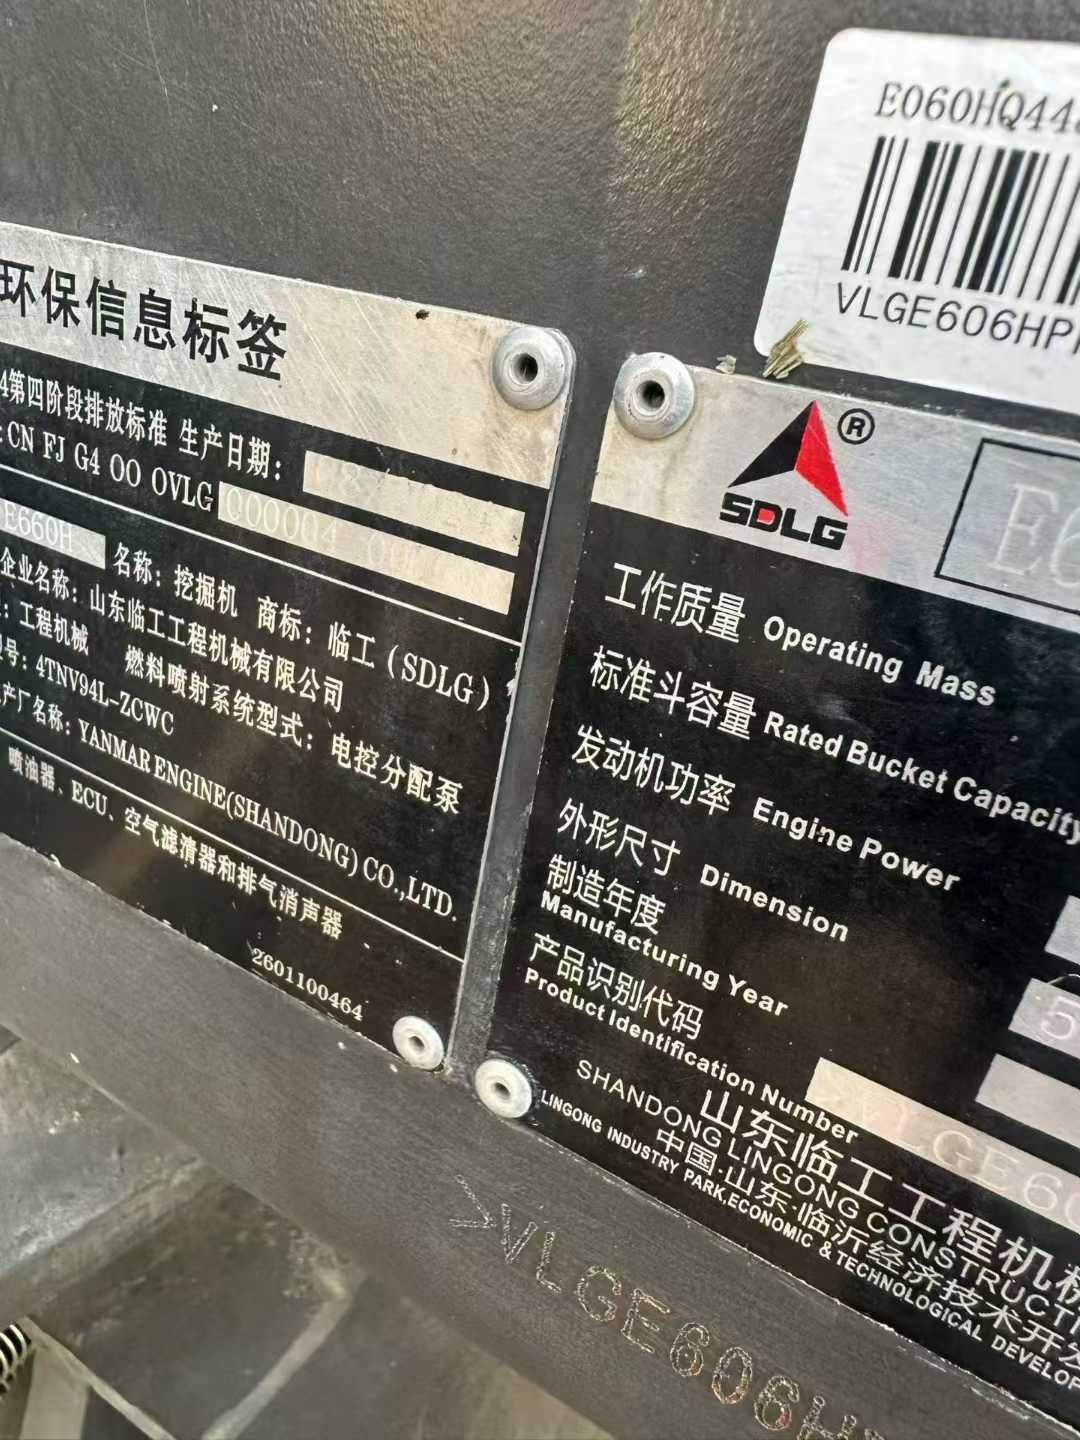 E060HQ44
VLGE606HP
环保信息标签
4第四阶段排放标准 生产日期:
:CN FJ G4 00 0VLG C00004
E660H 名称: 挖掘机 商标: 临工 (SDLG)
企业名称: 山东临工工程机械有限公司
: 工程机械 燃料喷射系统型式: 电控分配泵
号: 4TNV94L-ZCWC
产厂名称: YANMAR ENGINE(SHANDONG) CO.,LTD.
喷油器、ECU、空气滤清器和排气消声器
2601100464
SDLG ®
E6
工作质量 Operating Mass
标准斗容量 Rated Bucket Capacity
发动机功率 Engine Power
外形尺寸 Dimension
5
制造年度
Manufacturing Year
产品识别代码
Product Identification Number
LGE60
山东临工工程机
SHANDONG LINGONG CONSTRUCTI
中国·山东·临沂经济技术开发
LINGONG INDUSTRY PARK,ECONOMIC & TECHNOLOGICAL DEVELOP
>VLGE606H